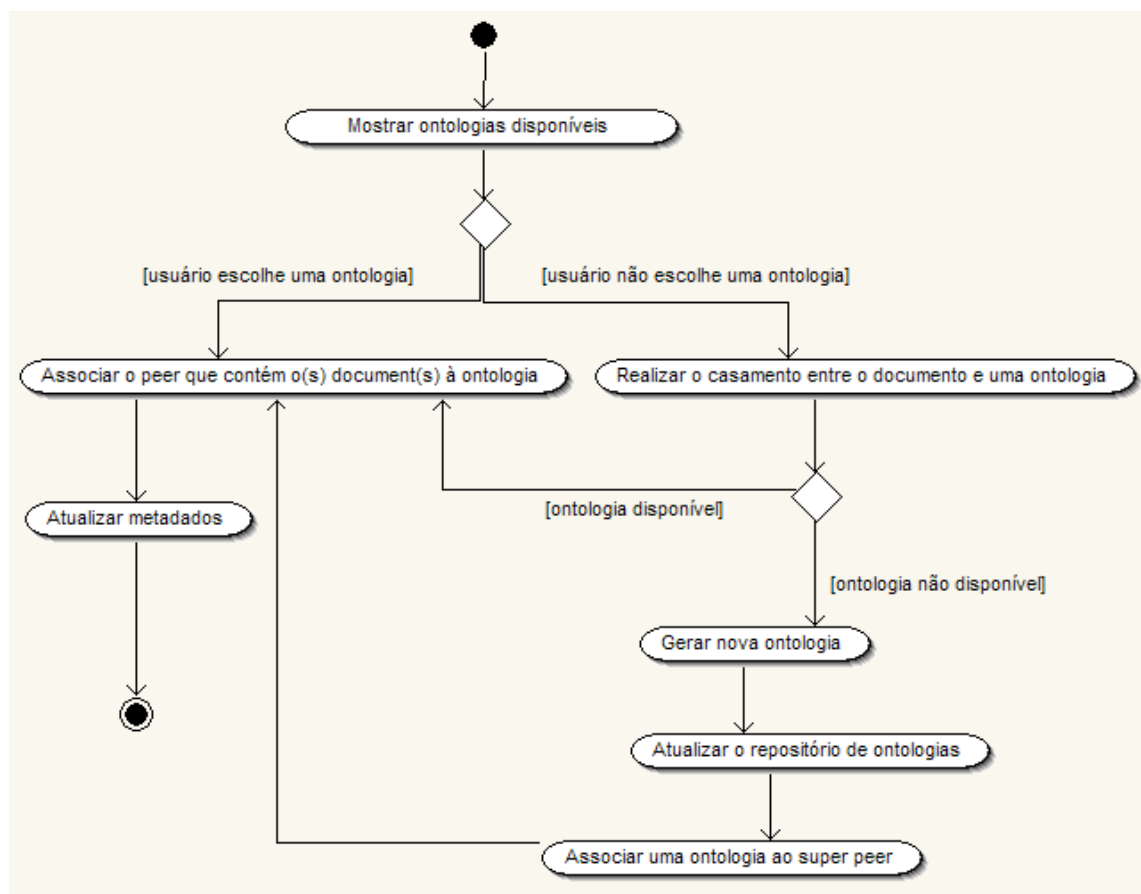 Mostrar ontologias disponíveis
[usuário escolhe uma ontologia]
[usuário não escolhe uma ontologia]
Associar o peer que contém o(s) document(s) à ontologia
Realizar o casamento entre o documento e uma ontologia
[ontologia disponível]
Atualizar metadados
[ontologia não disponível]
Gerar nova ontologia
Atualizar o repositório de ontologias
Associar uma ontologia ao super peer